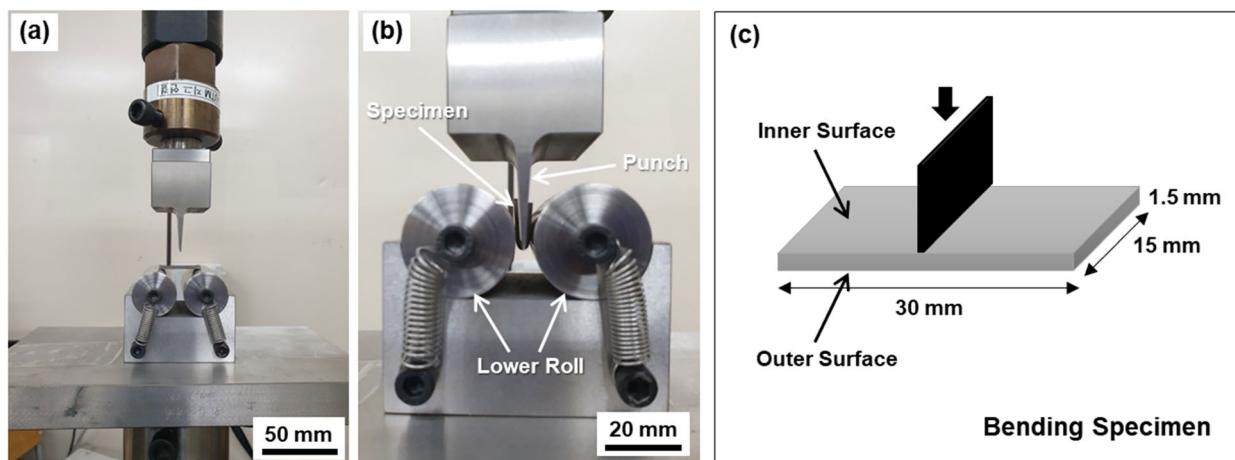 (a)
50 mm
(b)
Specimen
Punch
Lower Roll
20 mm
(c)
Inner Surface
1.5 mm
15 mm
30 mm
Outer Surface
Bending Specimen